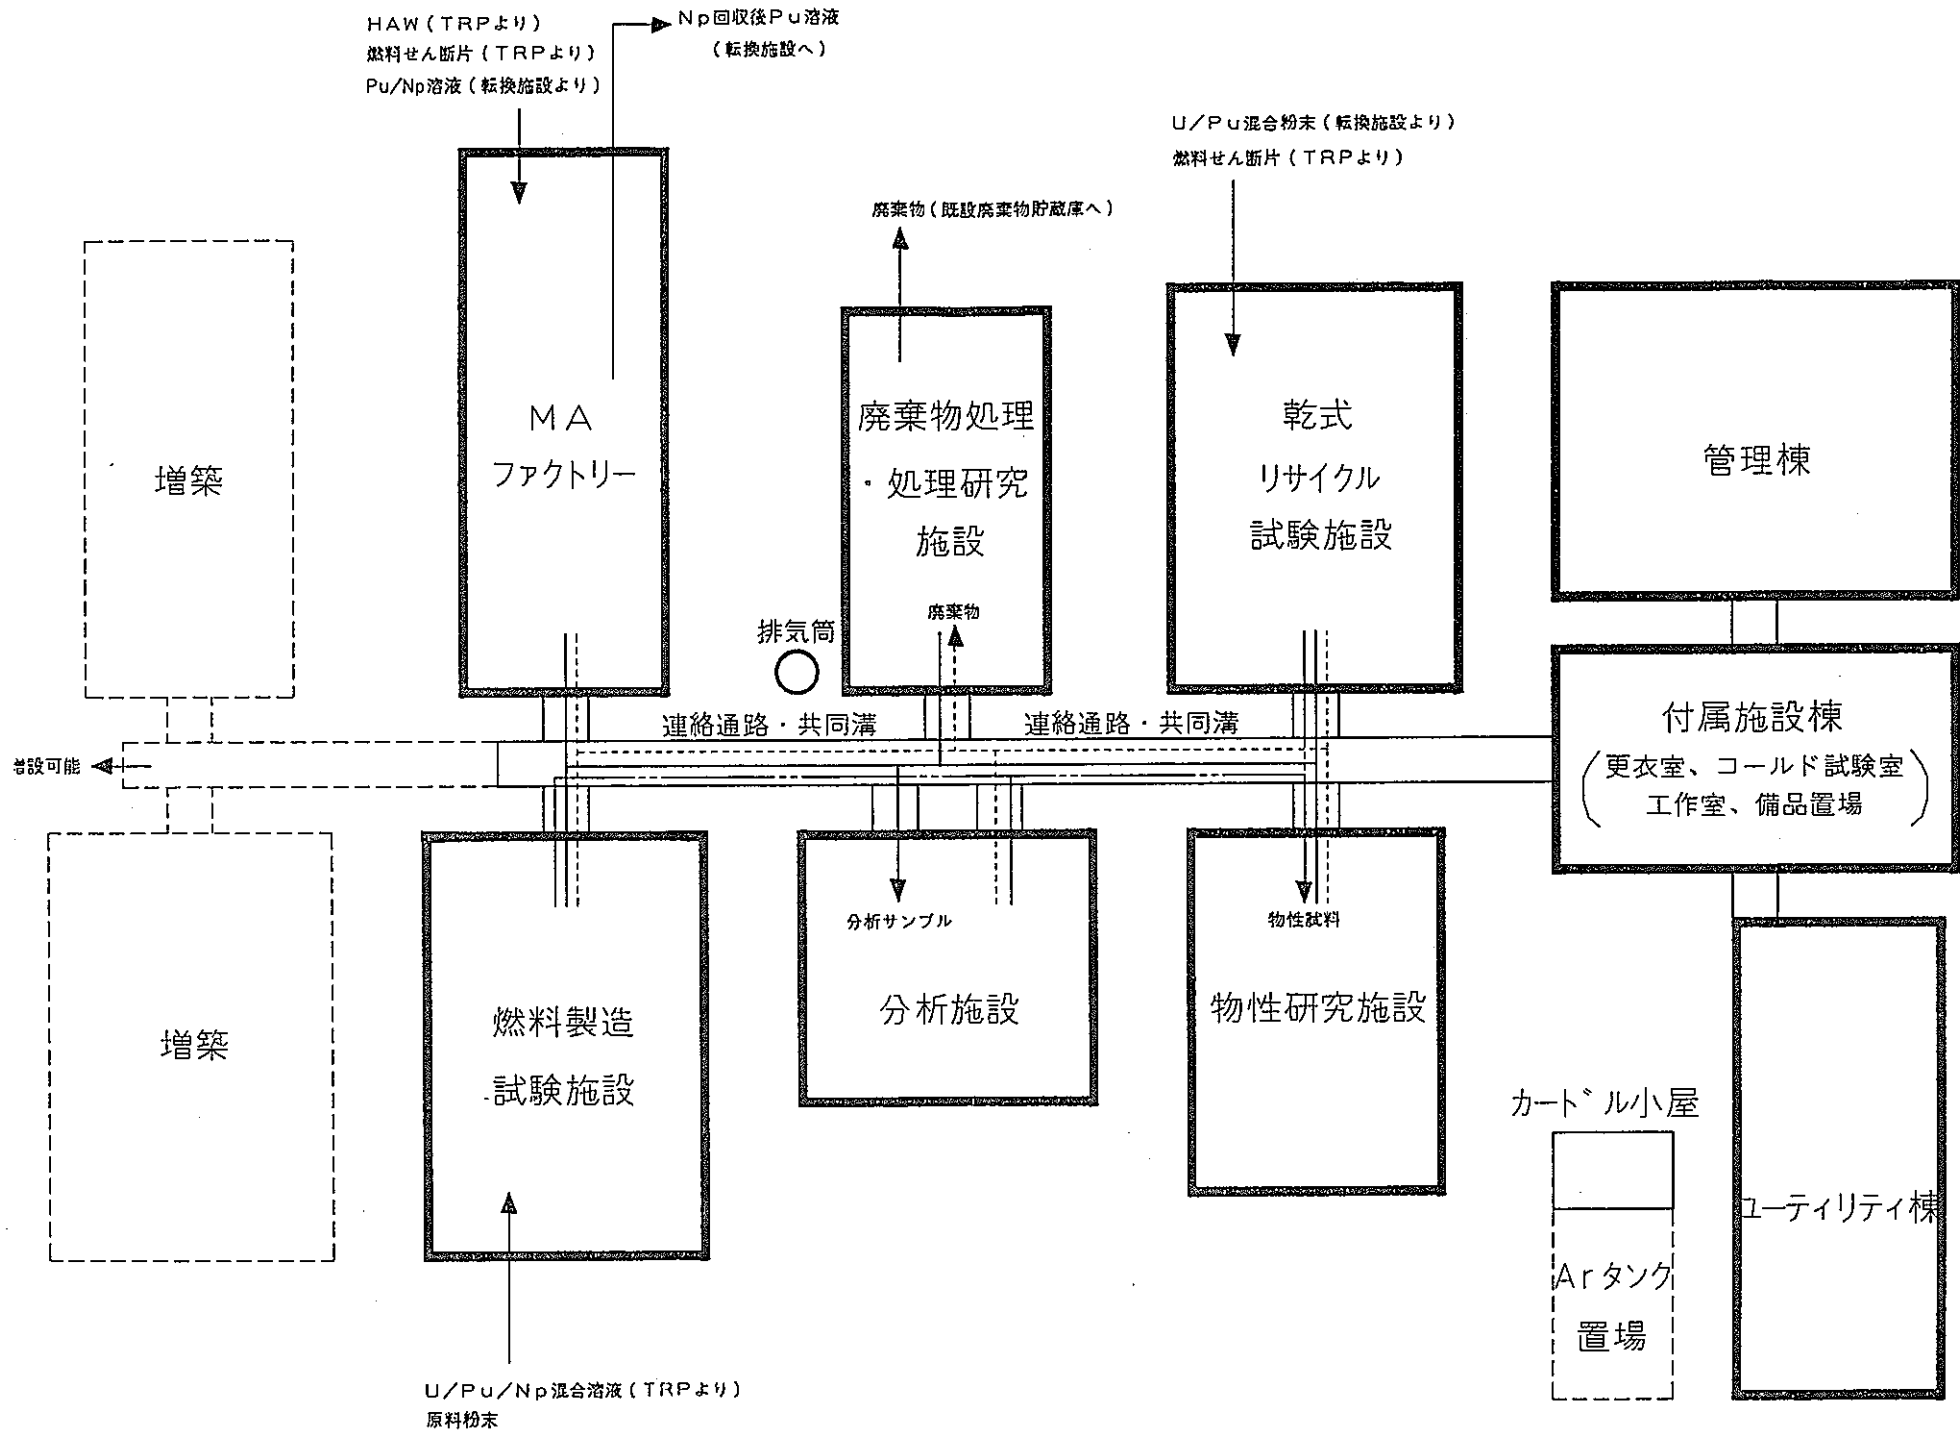 HAW（TRPより）
燃料せん断片（TRPより）
Pu/Np溶液（転換施設より）
Np回収後Pu溶液
（転換施設へ）
U/Pu混合粉末（転換施設より）
燃料せん断片（TRPより）
廃棄物（既設廃棄物貯蔵庫へ）
増築
MA
ファクトリー
廃棄物処理
・処理研究
施設
廃棄物
乾式
リサイクル
試験施設
管理棟
排気筒
連絡通路・共同溝
連絡通路・共同溝
付属施設棟
（更衣室、コールド試験室
工作室、備品置場）
増設可能
増築
燃料製造
試験施設
分析サンプル
分析施設
物性試料
物性研究施設
カードル小屋
Arタンク
置場
ユーティリティ棟
U/Pu/Np混合溶液（TRPより）
原料粉末